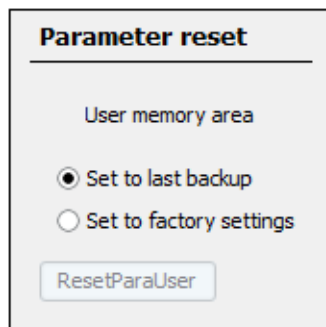 Parameter reset
User memory area
Set to last backup
Set to factory settings
ResetParaUser